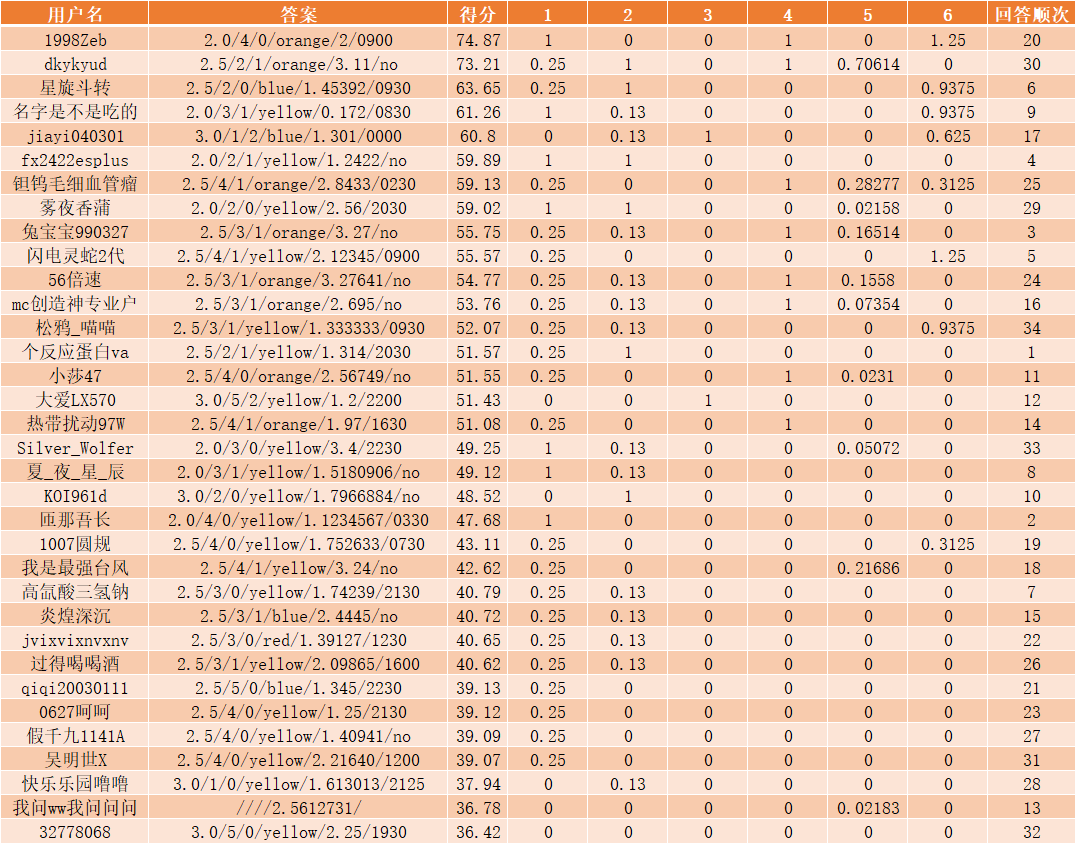 用户名 答案 得分 1 2 3 4 5 6 回答顺次
1998Zeb 2.0/4/0/orange/2/0900 74.87 1 0 0 1 0 1.25 20
dkykyud 2.5/2/1/orange/3.11/no 73.21 0.25 1 0 1 0.70614 0 30
星旋斗转 2.5/2/0/blue/1.45392/0930 63.65 0.25 1 0 0 0 0.9375 6
名字是不是吃的 2.0/3/1/yellow/0.172/0830 61.26 1 0.13 0 0 0 0.9375 9
jiayi040301 3.0/1/2/blue/1.301/0000 60.8 0 0.13 1 0 0 0.625 17
fx2422esplus 2.0/2/1/yellow/1.2422/no 59.89 1 1 0 0 0 0 4
钽钨毛细血管瘤 2.5/4/1/orange/2.8433/0230 59.13 0.25 0 0 1 0.28277 0.3125 25
雾夜香蒲 2.0/2/0/yellow/2.56/2030 59.02 1 1 0 0 0.02158 0 29
兔宝宝990327 2.5/3/1/orange/3.27/no 55.75 0.25 0.13 0 1 0.16514 0 3
闪电灵蛇2代 2.5/4/1/yellow/2.12345/0900 55.57 0.25 0 0 0 0 1.25 5
56倍速 2.5/3/1/orange/3.27641/no 54.77 0.25 0.13 0 1 0.1558 0 24
mc创造神专业户 2.5/3/1/orange/2.695/no 53.76 0.25 0.13 0 1 0.07354 0 16
松鸦_喵喵 2.5/3/1/yellow/1.333333/0930 52.07 0.25 0.13 0 0 0 0.9375 34
个反应蛋白va 2.5/2/1/yellow/1.314/2030 51.57 0.25 1 0 0 0 0 1
小莎47 2.5/4/0/orange/2.56749/no 51.55 0.25 0 0 1 0.0231 0 11
大爱LX570 3.0/5/2/yellow/1.2/2200 51.43 0 0 1 0 0 0 12
热带扰动97W 2.5/4/1/orange/1.97/1630 51.08 0.25 0 0 1 0 0 14
Silver_Wolfer 2.0/3/0/yellow/3.4/2230 49.25 1 0.13 0 0 0.05072 0 33
夏_夜_星_辰 2.0/3/1/yellow/1.5180906/no 49.12 1 0.13 0 0 0 0 8
KOI961d 3.0/2/0/yellow/1.7966884/no 48.52 0 1 0 0 0 0 10
匝那吾长 2.0/4/0/yellow/1.1234567/0330 47.68 1 0 0 0 0 0 2
1007圆规 2.5/4/0/yellow/1.752633/0730 43.11 0.25 0 0 0 0 0.3125 19
我是最强台风 2.5/4/1/yellow/3.24/no 42.62 0.25 0 0 0 0.21686 0 18
高氙酸三氢钠 2.5/3/0/yellow/1.74239/2130 40.79 0.25 0.13 0 0 0 0 7
炎煌深沉 2.5/3/1/blue/2.4445/no 40.72 0.25 0.13 0 0 0 0 15
jvixvixnvxnv 2.5/3/0/red/1.39127/1230 40.65 0.25 0.13 0 0 0 0 22
过得喝喝酒 2.5/3/1/yellow/2.09865/1600 40.62 0.25 0.13 0 0 0 0 26
qiqi20030111 2.5/5/0/blue/1.345/2230 39.13 0.25 0 0 0 0 0 21
0627呵呵 2.5/4/0/yellow/1.25/2130 39.12 0.25 0 0 0 0 0 23
假千九1141A 2.5/4/0/yellow/1.40941/no 39.09 0.25 0 0 0 0 0 27
吴明世X 2.5/4/0/yellow/2.21640/1200 39.07 0.25 0 0 0 0 0 31
快乐乐园噜噜 3.0/1/0/yellow/1.613013/2125 37.94 0 0.13 0 0 0 0 28
我问ww我问问问 ////2.5612731/ 36.78 0 0 0 0 0.02183 0 13
32778068 3.0/5/0/yellow/2.25/1930 36.42 0 0 0 0 0 0 32